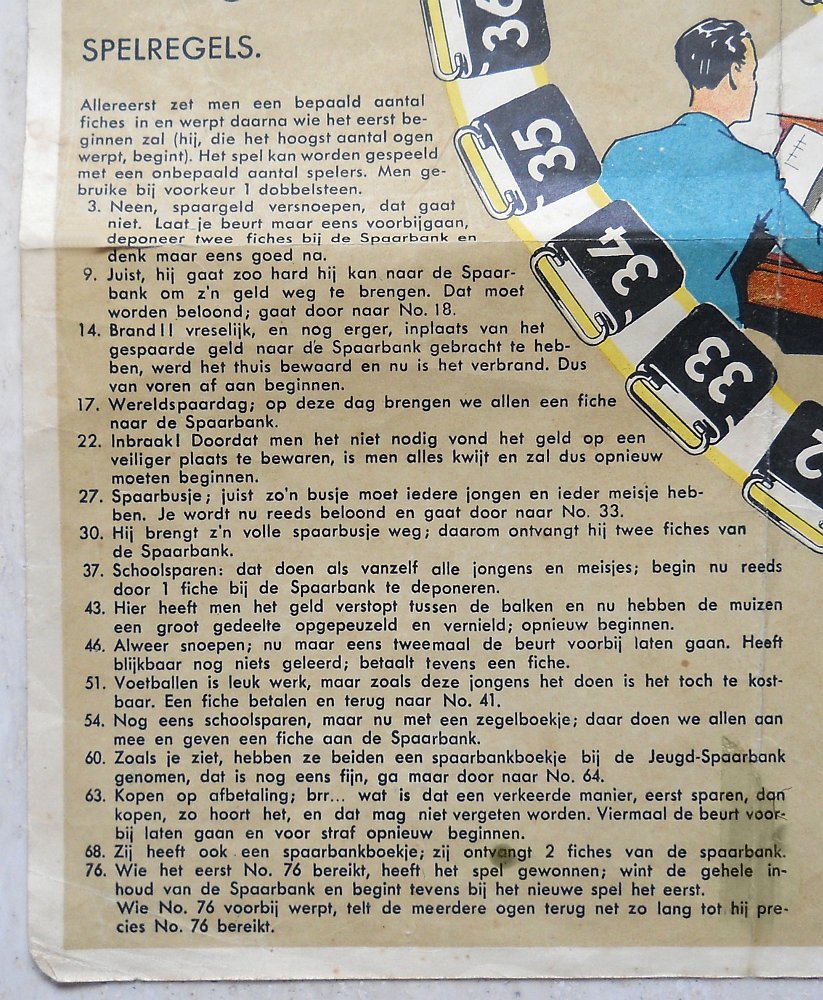 SPELREGELS.
Allereerst zet men een bepaald aantal
fiches in en werpt daarna wie het eerst be-
ginnen zal (hij, die het hoogst aantal ogen
werpt, begint). Het spel kan worden gespeeld
met een onbepaald aantal spelers. Men ge-
bruike bij voorkeur 1 dobbelsteen.
3. Neen, spaargeld versnoepen, dat gaat
niet. Laat je beurt maar eens voorbijgaan,
deponeer twee fiches bij de Spaarbank en
denk maar eens goed na.
9. Juist, hij gaat zoo hard hij kan naar de Spaar-
bank om z'n geld weg te brengen. Dat moet
worden beloond; gaat door naar No. 18.
14. Brand!! vreselijk, en nog erger, inplaats van het
gespaarde geld naar de Spaarbank gebracht te heb-
ben, werd het thuis bewaard en nu is het verbrand. Dus
van voren af aan beginnen.
17. Wereldspaardag; op deze dag brengen we allen een fiche
naar de Spaarbank.
22. Inbraak! Doordat men het niet nodig vond het geld op een
veiliger plaats te bewaren, is men alles kwijt en zal dus opnieuw
moeten beginnen.
27. Spaarbusje; juist zo'n busje moet iedere jongen en ieder meisje heb-
ben. Je wordt nu reeds beloond en gaat door naar No. 33.
30. Hij brengt z'n volle spaarbusje weg; daarom ontvangt hij twee fiches van
de Spaarbank.
37. Schoolsparen: dat doen als vanzelf alle jongens en meisjes; begin nu reeds
door 1 fiche bij de Spaarbank te deponeren.
43. Hier heeft men het geld verstopt tussen de balken en nu hebben de muizen
een groot gedeelte opgepeuzeld en vernield; opnieuw beginnen.
46. Alweer snoepen; nu maar eens tweemaal de beurt voorbij laten gaan. Heeft
blijkbaar nog niets geleerd; betaalt tevens een fiche.
51. Voetballen is leuk werk, maar zoals deze jongens het doen is het toch te kost-
baar. Een fiche betalen en terug naar No. 41.
54. Nog eens schoolsparen, maar nu met een zegelboekje; daar doen we allen aan
mee en geven een fiche aan de Spaarbank.
60. Zoals je ziet, hebben ze beiden een spaarbankboekje bij de Jeugd-Spaarbank
genomen, dat is nog eens fijn, ga maar door naar No. 64.
63. Kopen op afbetaling; brr... wat is dat een verkeerde manier, eerst sparen, dan
kopen, zo hoort het, en dat mag niet vergeten worden. Viermaal de beurt voor-
bij laten gaan en voor straf opnieuw beginnen.
68. Zij heeft ook een spaarbankboekje; zij ontvangt 2 fiches van de spaarbank.
76. Wie het eerst No. 76 bereikt, heeft het spel gewonnen; wint de gehele in-
houd van de Spaarbank en begint tevens bij het nieuwe spel het eerst.
Wie No. 76 voorbij werpt, telt de meerdere ogen terug net zo lang tot hij pre-
cies No. 76 bereikt.
36
35
34
33